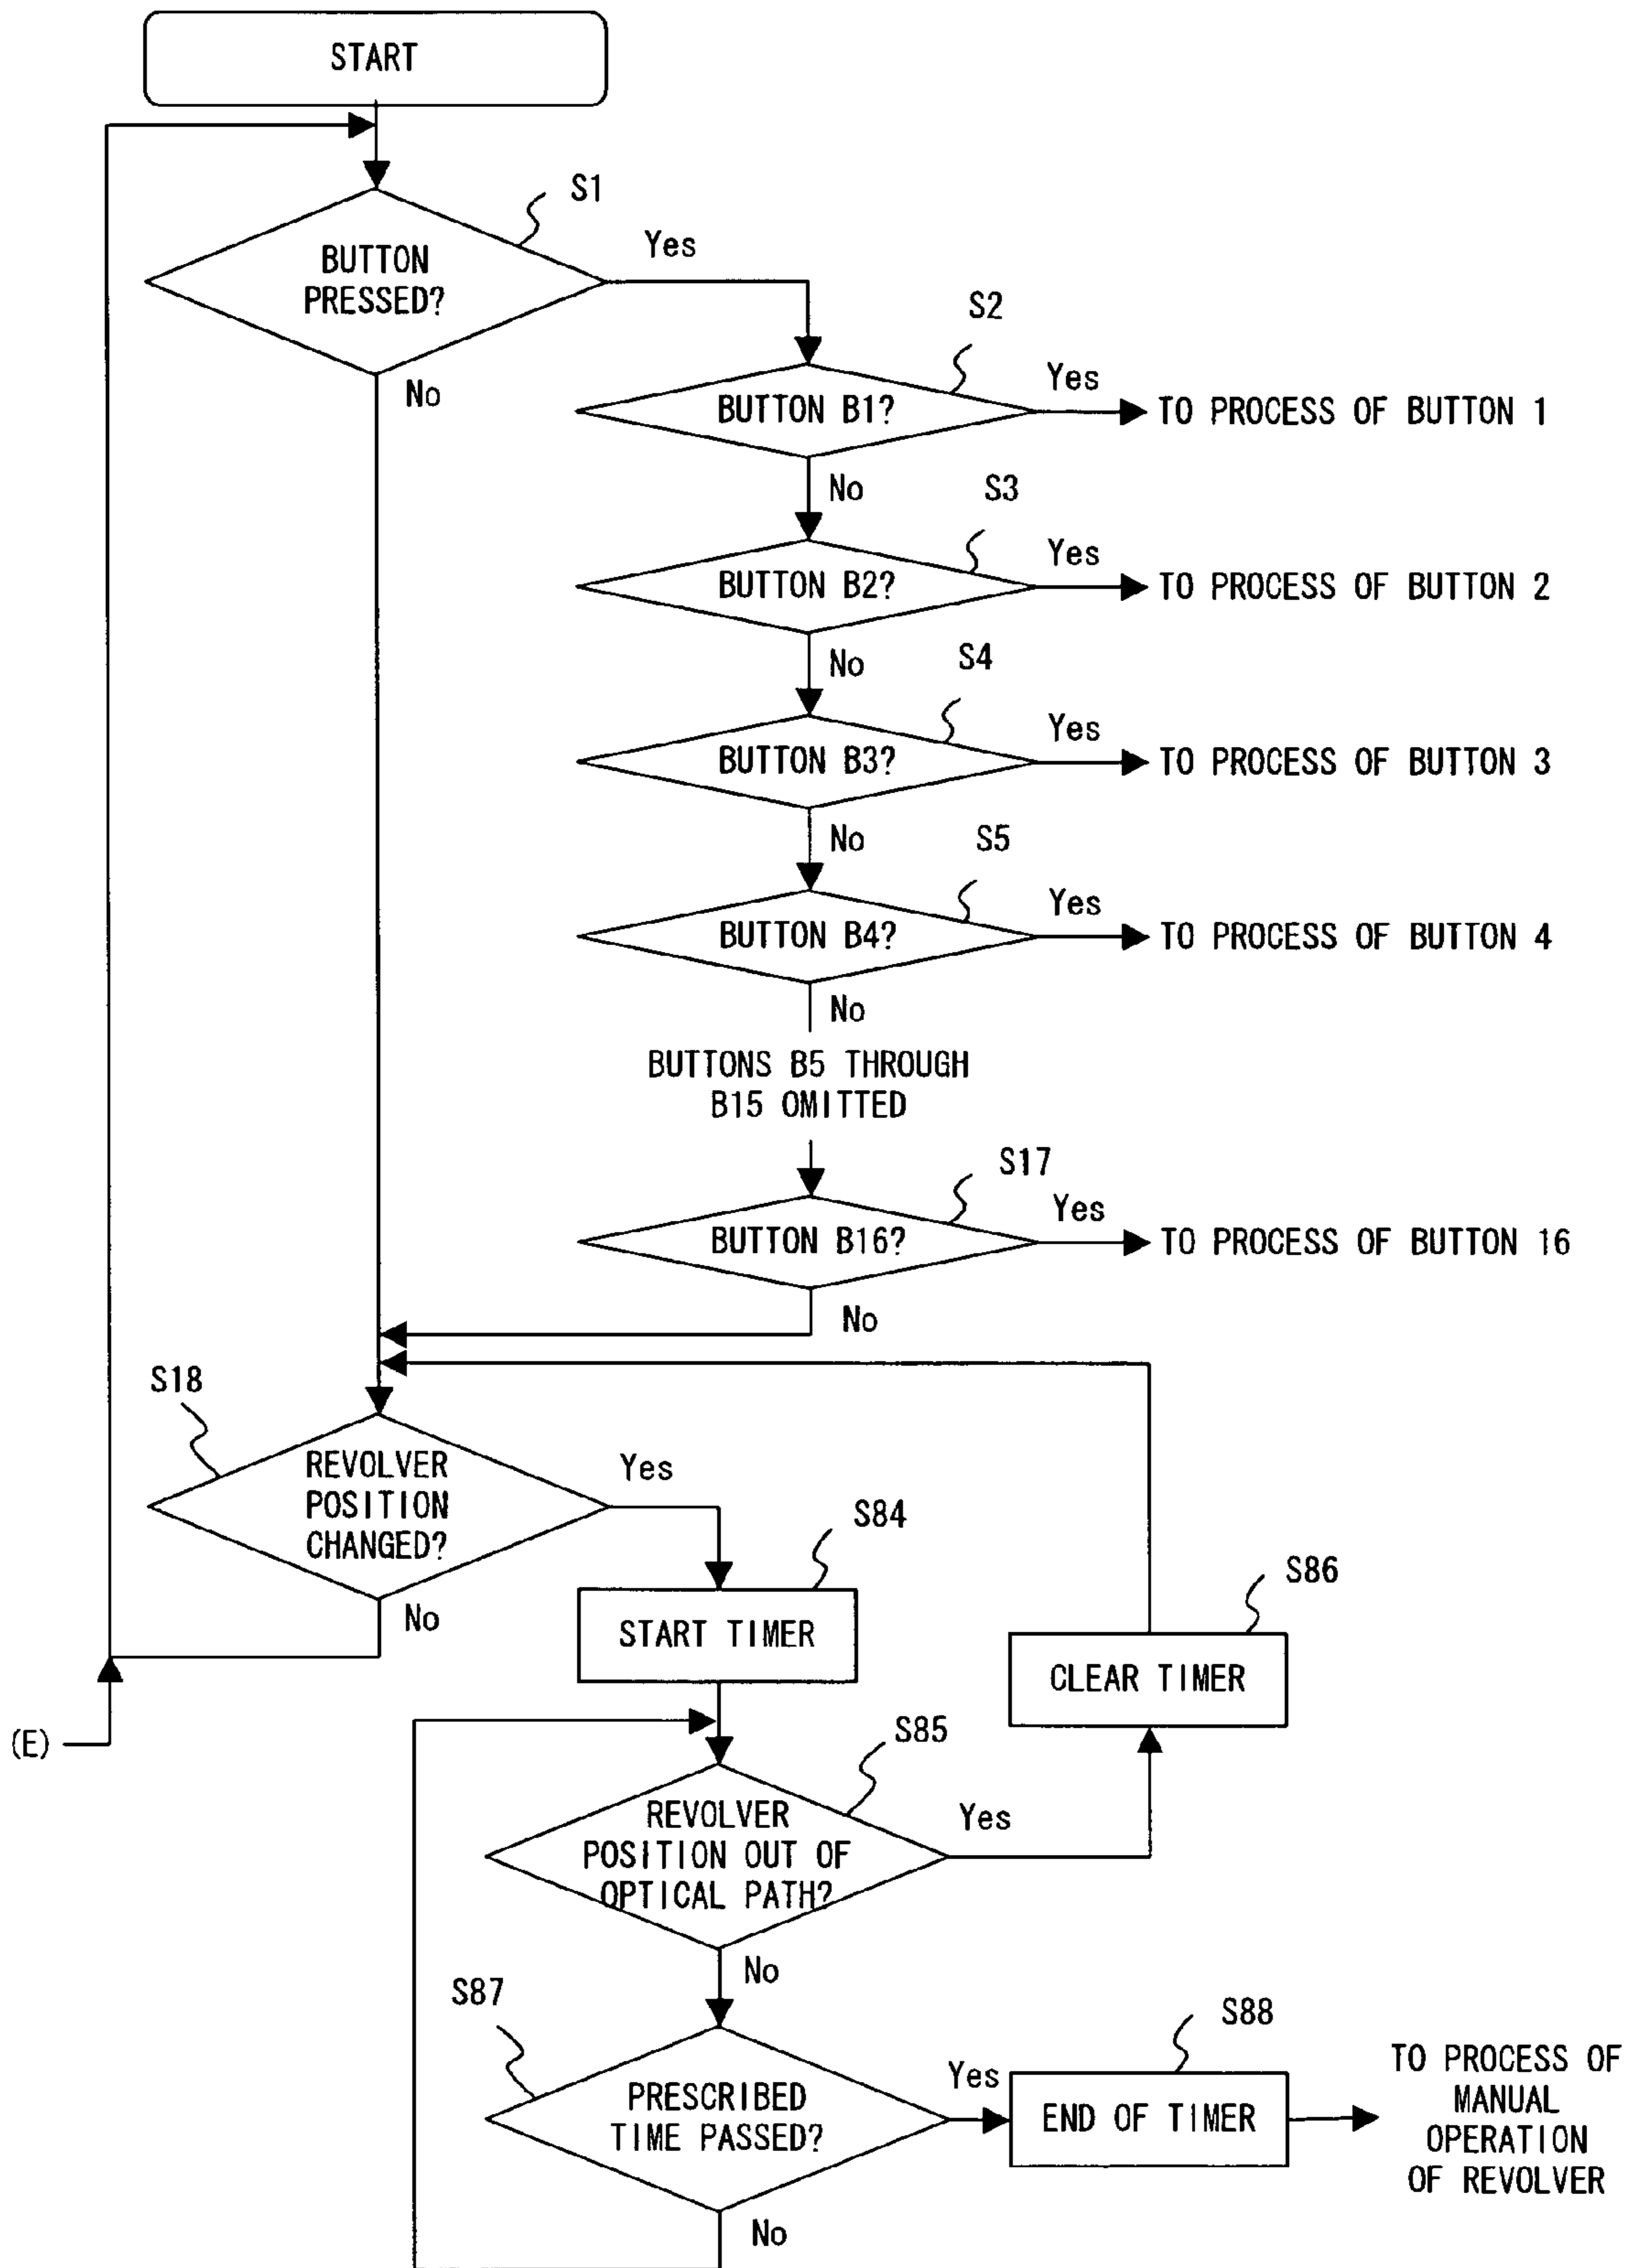 START
S1
BUTTON
PRESSED?
Yes
No
S2
BUTTON B1?
Yes
TO PROCESS OF BUTTON 1
No
S3
BUTTON B2?
Yes
TO PROCESS OF BUTTON 2
No
S4
BUTTON B3?
Yes
TO PROCESS OF BUTTON 3
No
S5
BUTTON B4?
Yes
TO PROCESS OF BUTTON 4
No
BUTTONS B5 THROUGH
B15 OMITTED
S17
BUTTON B16?
Yes
TO PROCESS OF BUTTON 16
No
S18
REVOLVER
POSITION
CHANGED?
Yes
No
S84
START TIMER
S86
CLEAR TIMER
(E)
S85
REVOLVER
POSITION OUT OF
OPTICAL PATH?
Yes
No
S87
PRESCRIBED
TIME PASSED?
Yes
No
S88
END OF TIMER
TO PROCESS OF
MANUAL
OPERATION
OF REVOLVER